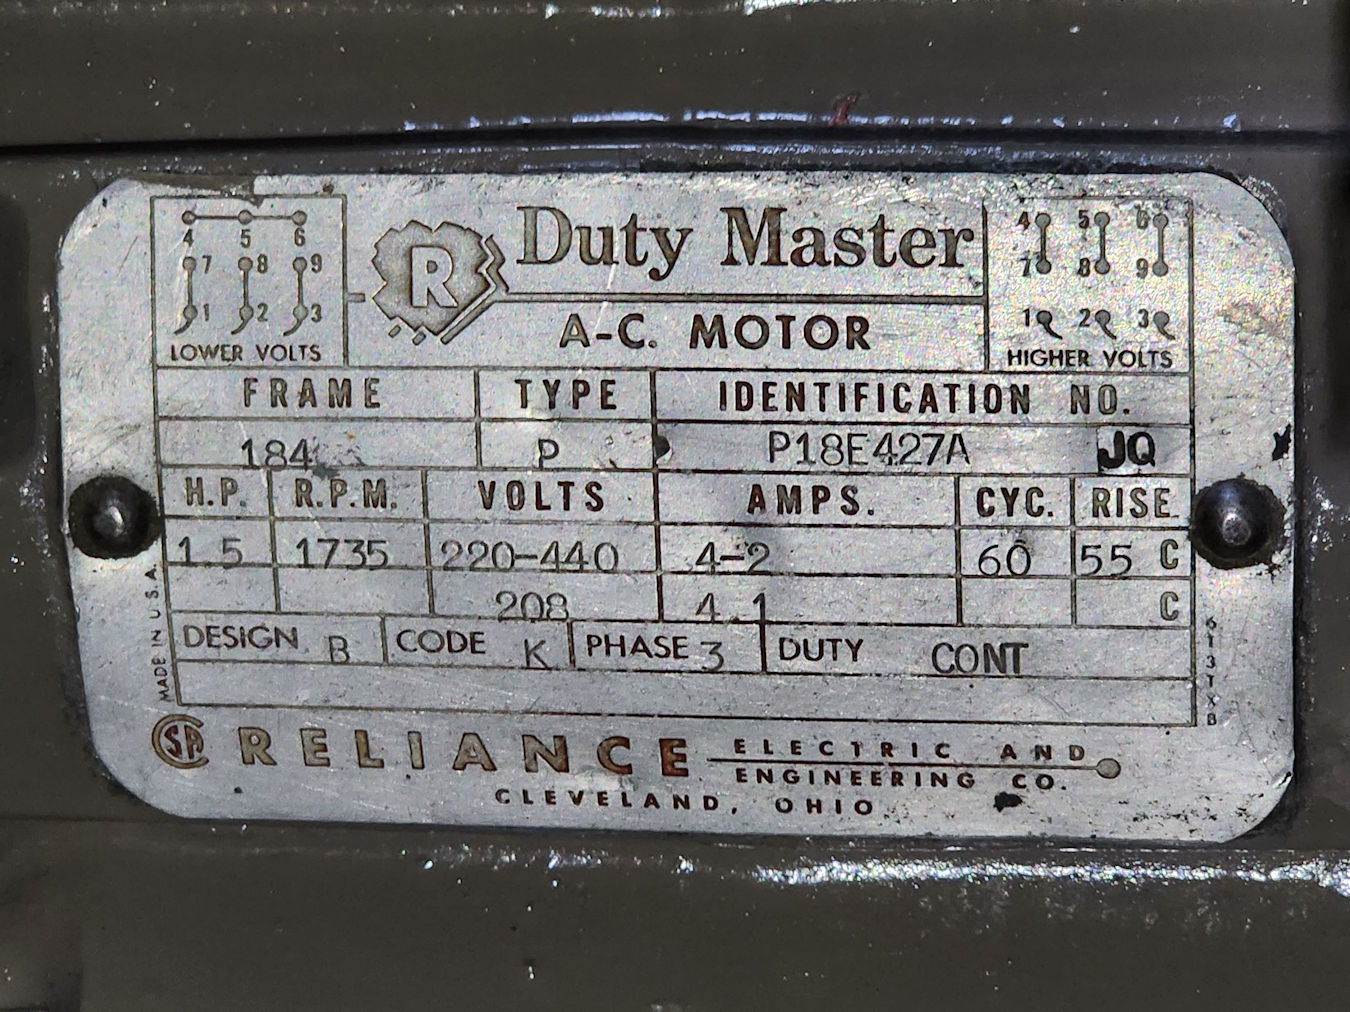 4 5 6
7 8 9
1 2 3
LOWER VOLTS
R
Duty Master
A-C. MOTOR
4 5 6
7 8 9
1 2 3
HIGHER VOLTS
FRAME TYPE IDENTIFICATION NO.
184 P P18E427A JQ
H.P. R.P.M. VOLTS AMPS. CYC. RISE.
1.5 1735 220-440 4-2 60 55 C
208 4.1 C
DESIGN B CODE K PHASE 3 DUTY CONT
MADE IN U.S.A.
SA RELIANCE ELECTRIC AND
ENGINEERING CO.
CLEVELAND, OHIO